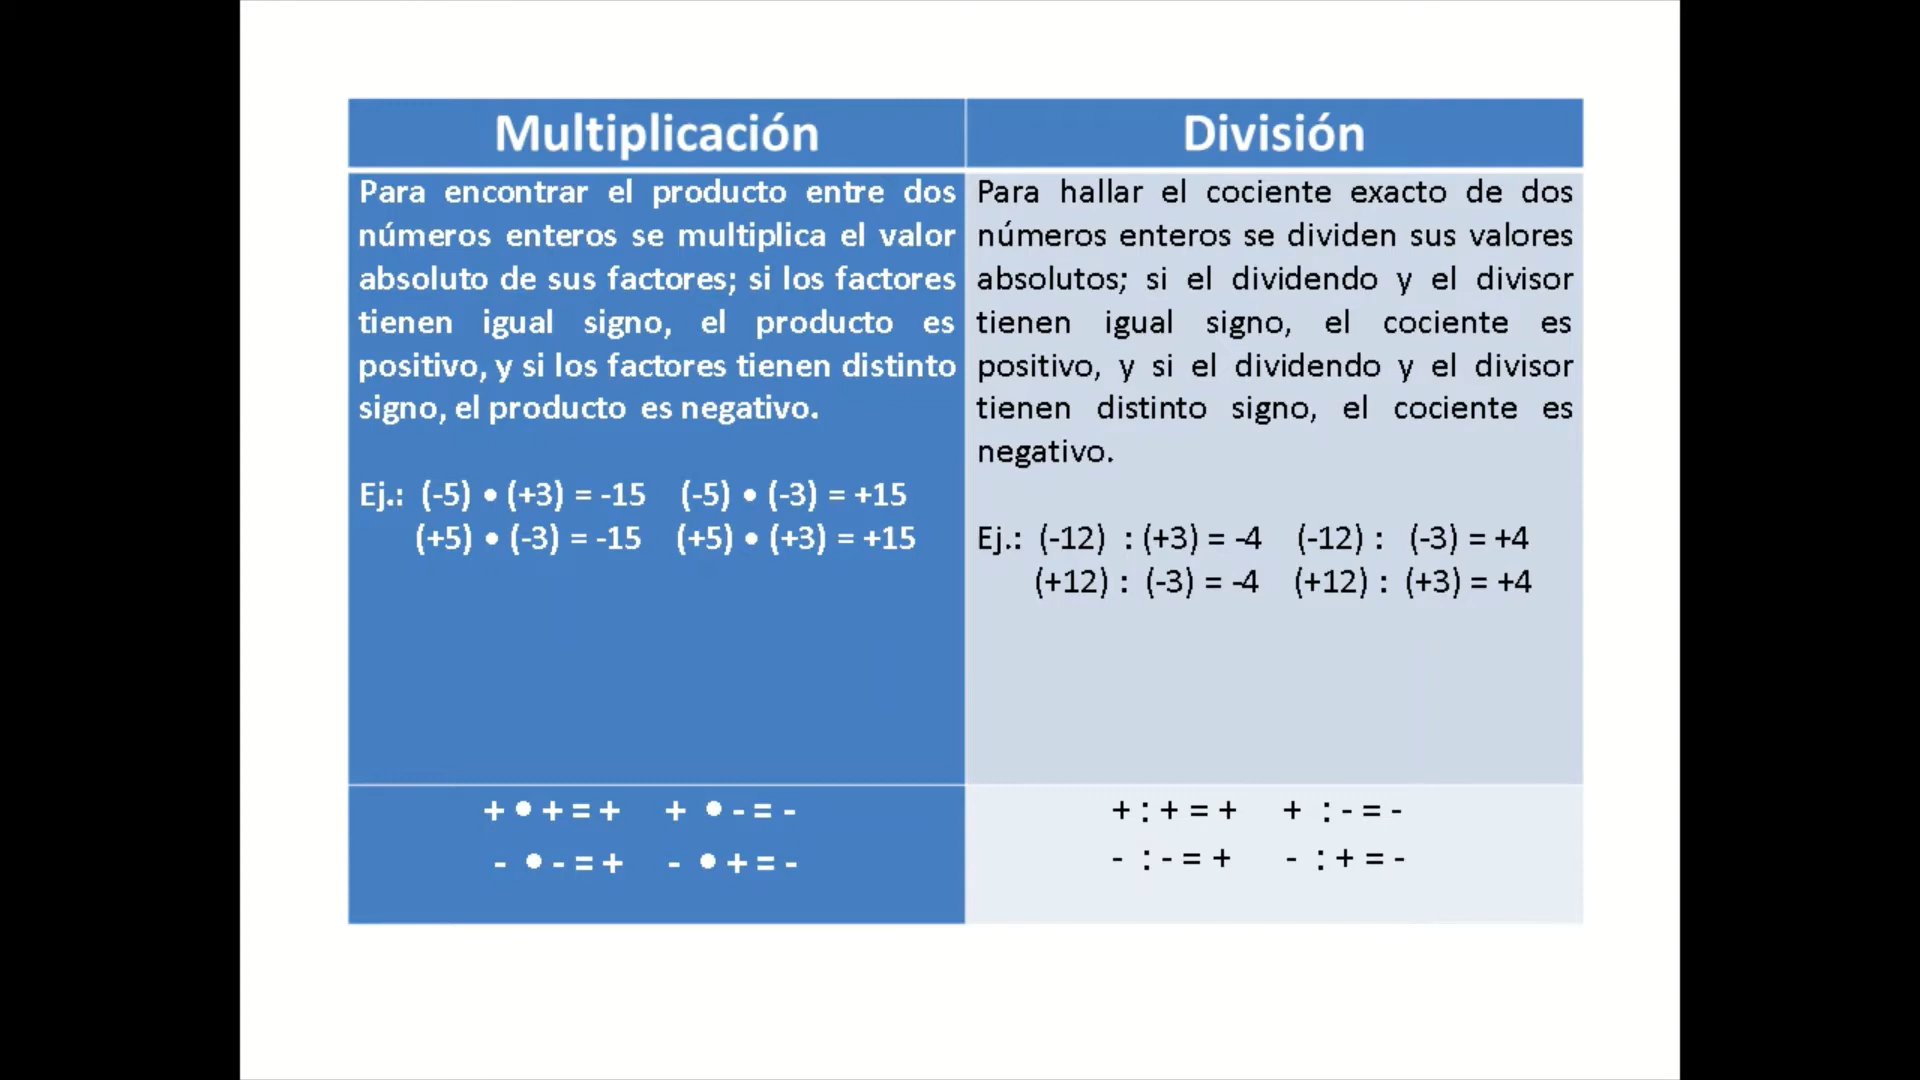 Multiplicación
Para encontrar el producto entre dos
números enteros se multiplica el valor
absoluto de sus factores; si los factores
tienen igual signo, el producto es
positivo, y si los factores tienen distinto
signo, el producto es negativo.
Ej.: (-5) • (+3) = -15 (-5) • (-3) = +15
(+5) • (-3) = -15 (+5) • (+3) = +15
+ • + = + + • - = -
- • - = + - • + = -
División
Para hallar el cociente exacto de dos
números enteros se dividen sus valores
absolutos; si el dividendo y el divisor
tienen igual signo, el cociente es
positivo, y si el dividendo y el divisor
tienen distinto signo, el cociente es
negativo.
Ej.: (-12) : (+3) = -4 (-12) : (-3) = +4
(+12) : (-3) = -4 (+12) : (+3) = +4
+ : + = + + : - = -
- : - = + - : + = -